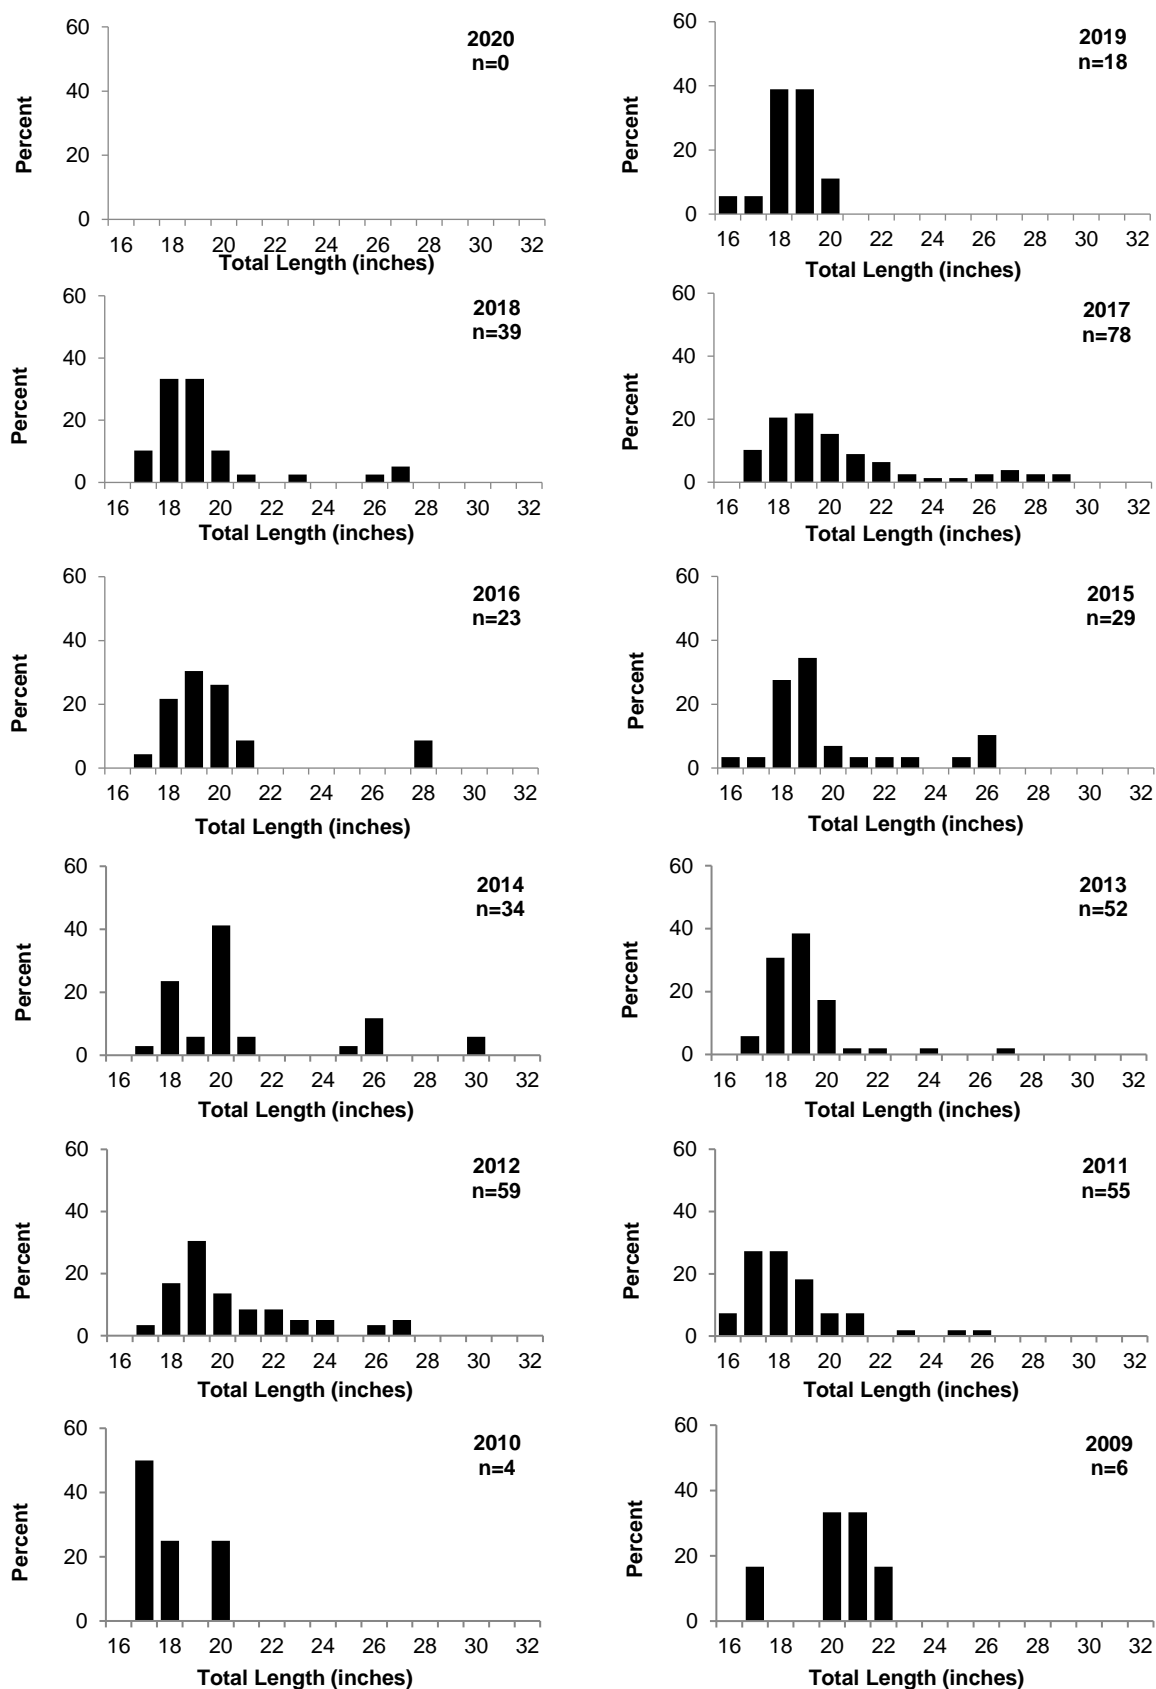 2020
n=0
60
40
20
0
Percent
16 18 20 22 24 26 28 30 32
Total Length (inches)
2019
n=18
60
40
20
0
Percent
16 18 20 22 24 26 28 30 32
Total Length (inches)
2018
n=39
60
40
20
0
Percent
16 18 20 22 24 26 28 30 32
Total Length (inches)
2017
n=78
60
40
20
0
Percent
16 18 20 22 24 26 28 30 32
Total Length (inches)
2016
n=23
60
40
20
0
Percent
16 18 20 22 24 26 28 30 32
Total Length (inches)
2015
n=29
60
40
20
0
Percent
16 18 20 22 24 26 28 30 32
Total Length (inches)
2014
n=34
60
40
20
0
Percent
16 18 20 22 24 26 28 30 32
Total Length (inches)
2013
n=52
60
40
20
0
Percent
16 18 20 22 24 26 28 30 32
Total Length (inches)
2012
n=59
60
40
20
0
Percent
16 18 20 22 24 26 28 30 32
Total Length (inches)
2011
n=55
60
40
20
0
Percent
16 18 20 22 24 26 28 30 32
Total Length (inches)
2010
n=4
60
40
20
0
Percent
16 18 20 22 24 26 28 30 32
Total Length (inches)
2009
n=6
60
40
20
0
Percent
16 18 20 22 24 26 28 30 32
Total Length (inches)